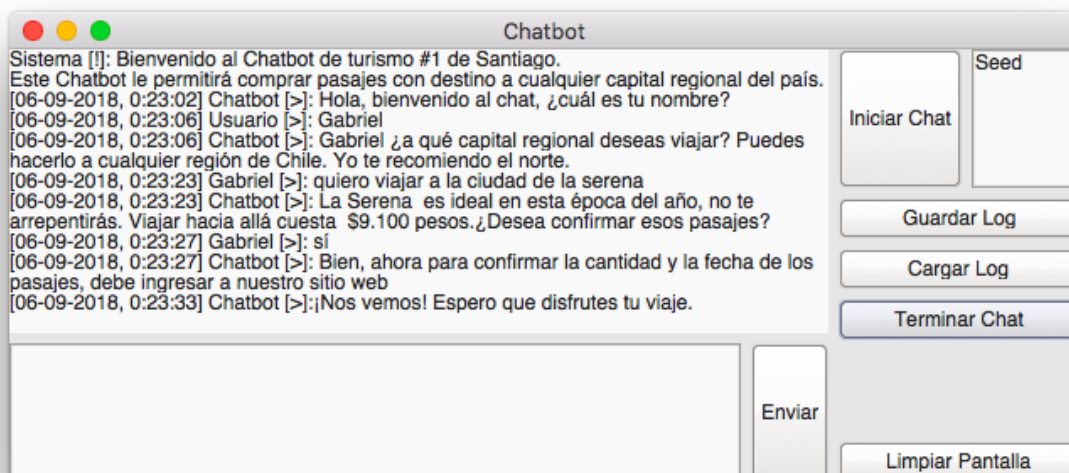 Chatbot
Sistema [!]: Bienvenido al Chatbot de turismo #1 de Santiago.
Este Chatbot le permitirá comprar pasajes con destino a cualquier capital regional del país.
[06-09-2018, 0:23:02] Chatbot [>]: Hola, bienvenido al chat, ¿cuál es tu nombre?
[06-09-2018, 0:23:06] Usuario [>]: Gabriel
[06-09-2018, 0:23:06] Chatbot [>]: Gabriel ¿a qué capital regional deseas viajar? Puedes
hacerlo a cualquier región de Chile. Yo te recomiendo el norte.
[06-09-2018, 0:23:23] Gabriel [>]: quiero viajar a la ciudad de la serena
[06-09-2018, 0:23:23] Chatbot [>]: La Serena  es ideal en esta época del año, no te
arrepentirás. Viajar hacia allá cuesta  $9.100 pesos.¿Desea confirmar esos pasajes?
[06-09-2018, 0:23:27] Gabriel [>]: sí
[06-09-2018, 0:23:27] Chatbot [>]: Bien, ahora para confirmar la cantidad y la fecha de los
pasajes, debe ingresar a nuestro sitio web
[06-09-2018, 0:23:33] Chatbot [>]:¡Nos vemos! Espero que disfrutes tu viaje.
Iniciar Chat
Seed
Guardar Log
Cargar Log
Terminar Chat
Enviar
Limpiar Pantalla